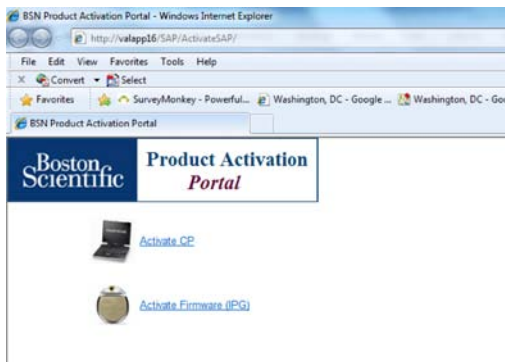 BSN Product Activation Portal - Windows Internet Explorer
http://valapp16/SAP/ActivateSAP/
File Edit View Favorites Tools Help
X Convert Select
Favorites SurveyMonkey - Powerful... Washington, DC - Google ... Washington, DC - Goo
BSN Product Activation Portal
Boston Scientific
Product Activation
Portal
Activate CP
Activate Firmware (IPG)